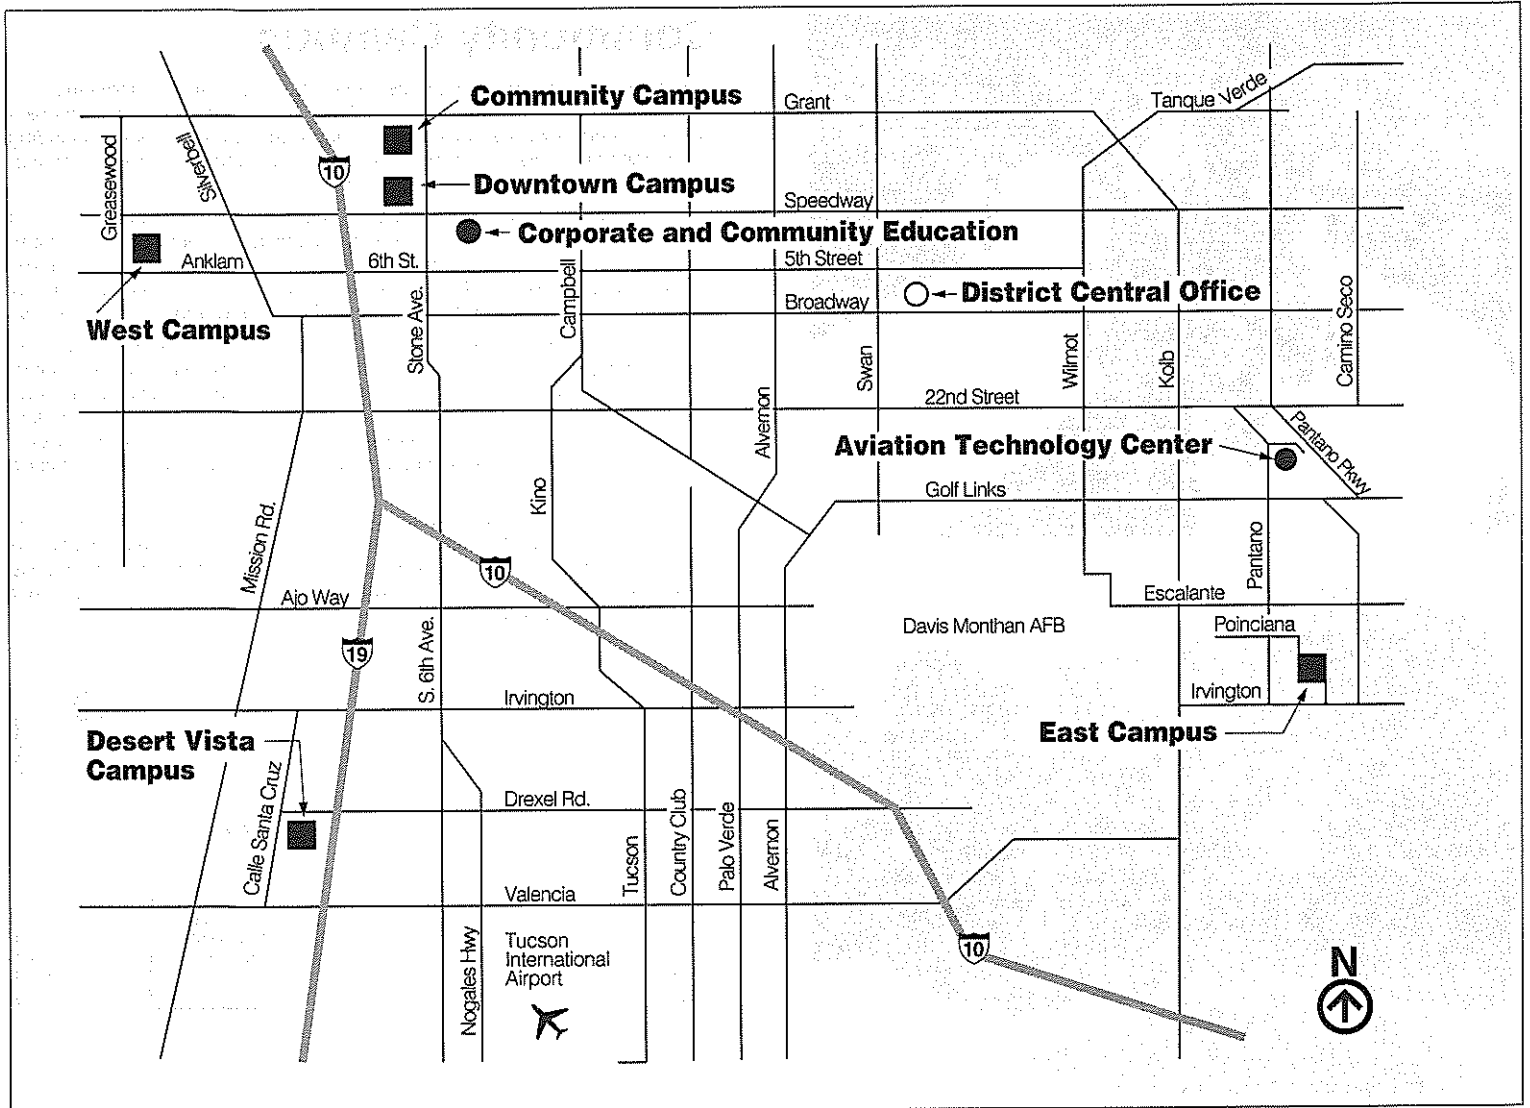 Community Campus
Grant
Tanque Verde
Greasewood
Silverbell
10
Downtown Campus
Speedway
Corporate and Community Education
Anklam
6th St.
5th Street
Campbell
Stone Ave.
Broadway
District Central Office
West Campus
Swan
Wilmot
Kolb
Camino Seco
22nd Street
Alvernon
Aviation Technology Center
Pantano Pkwy
Kino
Golf Links
Mission Rd.
10
Pantano
Ajo Way
Escalante
Davis Monthan AFB
Poinciana
19
S. 6th Ave.
Irvington
Irvington
East Campus
Desert Vista
Campus
Calle Santa Cruz
Drexel Rd.
Tucson
Country Club
Palo Verde
Alvernon
Valencia
Nogales Hwy
Tucson
International
Airport
10
N